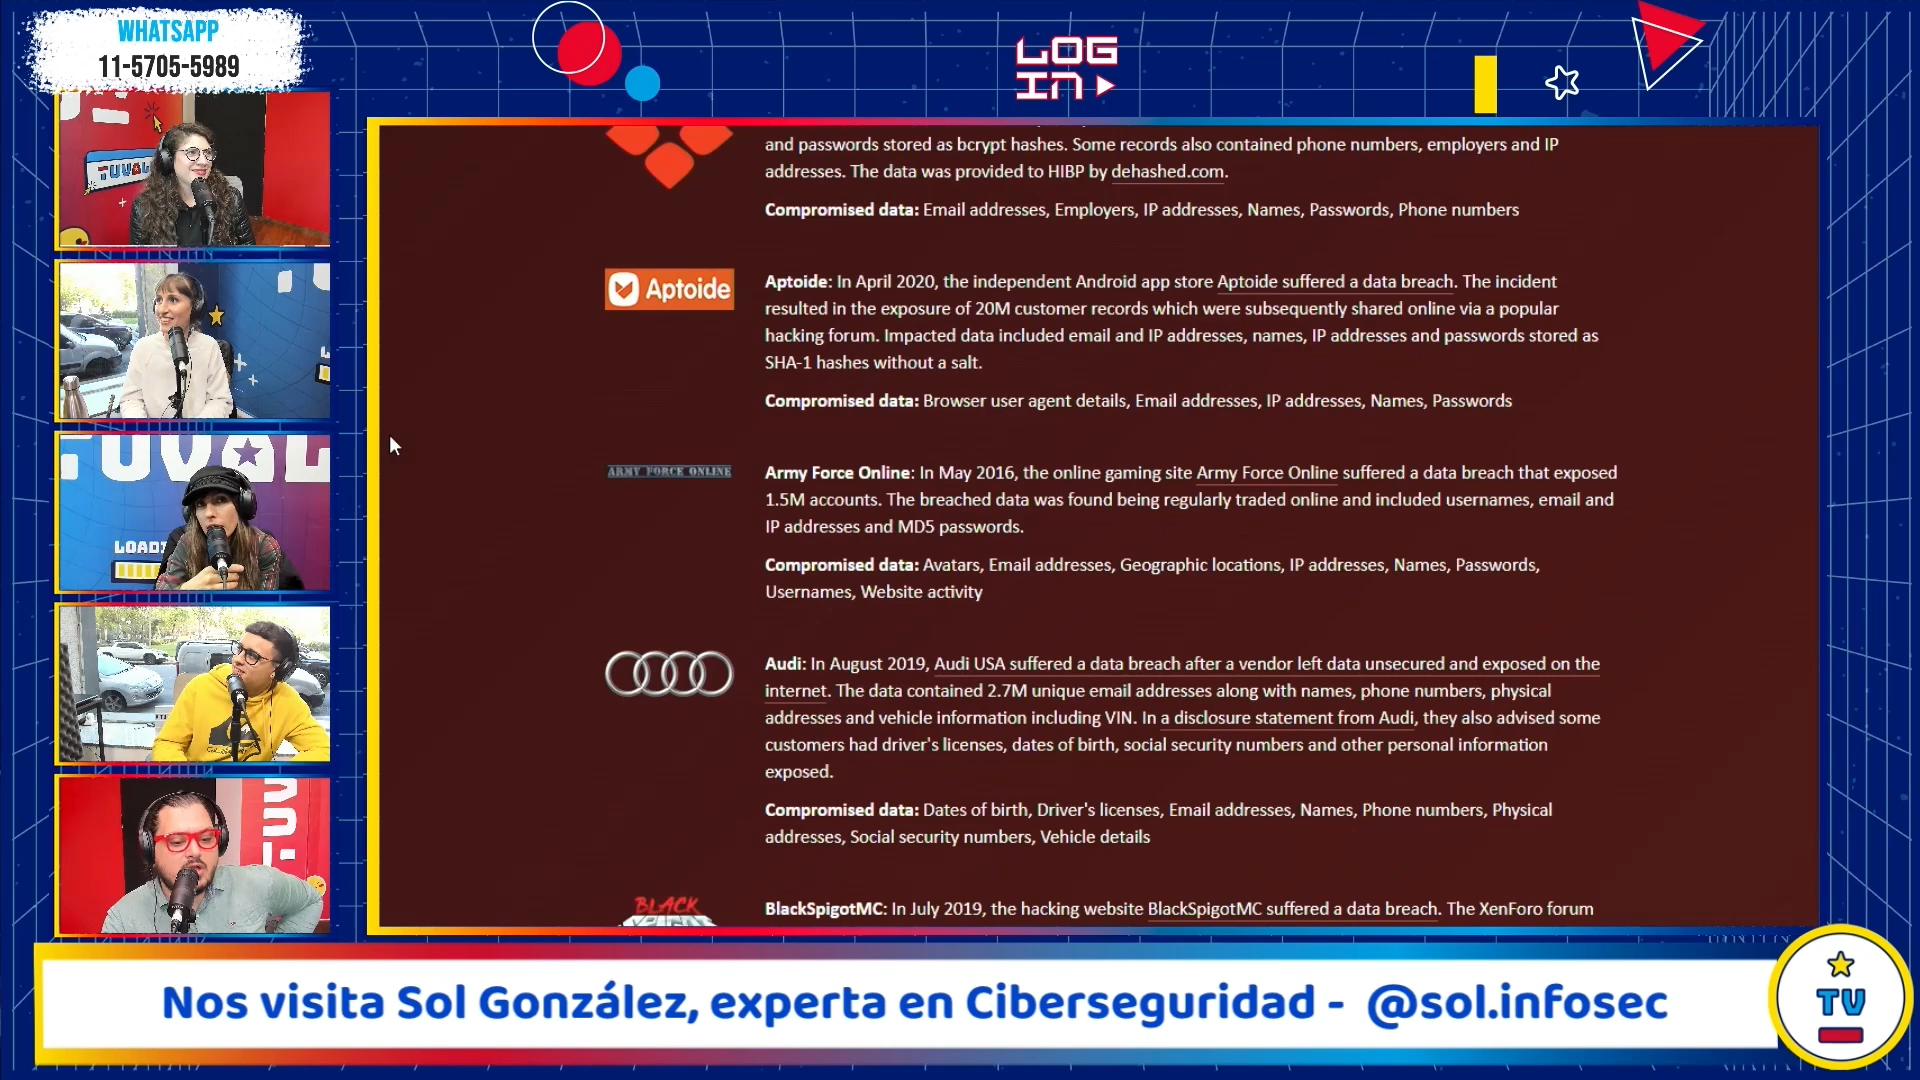 WHATSAPP
11-5705-5989
LOG
IN
TUVAL
TUVAL
LOADI
TUV
and passwords stored as bcrypt hashes. Some records also contained phone numbers, employers and IP
addresses. The data was provided to HIBP by dehashed.com.
Compromised data: Email addresses, Employers, IP addresses, Names, Passwords, Phone numbers
Aptoide
Aptoide: In April 2020, the independent Android app store Aptoide suffered a data breach. The incident
resulted in the exposure of 20M customer records which were subsequently shared online via a popular
hacking forum. Impacted data included email and IP addresses, names, IP addresses and passwords stored as
SHA-1 hashes without a salt.
Compromised data: Browser user agent details, Email addresses, IP addresses, Names, Passwords
ARMY FORCE ONLINE
Army Force Online: In May 2016, the online gaming site Army Force Online suffered a data breach that exposed
1.5M accounts. The breached data was found being regularly traded online and included usernames, email and
IP addresses and MD5 passwords.
Compromised data: Avatars, Email addresses, Geographic locations, IP addresses, Names, Passwords,
Usernames, Website activity
Audi: In August 2019, Audi USA suffered a data breach after a vendor left data unsecured and exposed on the
internet. The data contained 2.7M unique email addresses along with names, phone numbers, physical
addresses and vehicle information including VIN. In a disclosure statement from Audi, they also advised some
customers had driver's licenses, dates of birth, social security numbers and other personal information
exposed.
Compromised data: Dates of birth, Driver's licenses, Email addresses, Names, Phone numbers, Physical
addresses, Social security numbers, Vehicle details
BLACK
BlackSpigotMC: In July 2019, the hacking website BlackSpigotMC suffered a data breach. The XenForo forum
Nos visita Sol González, experta en Ciberseguridad - @sol.infosec
TV